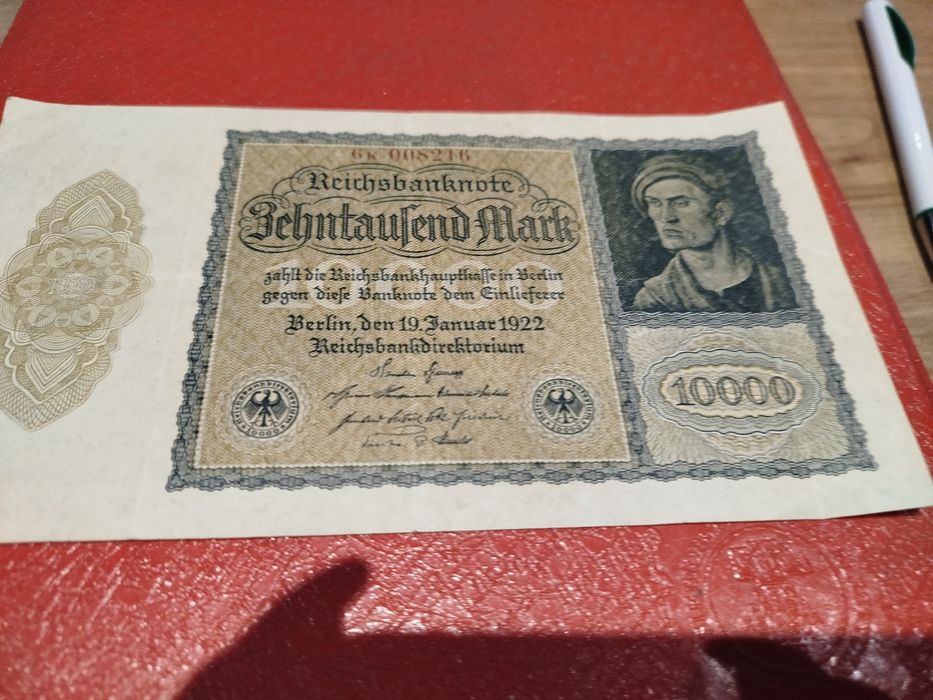 6K·008216
Reichsbanknote
Zehntausend Mark
zahlt die Reichsbankhauptkasse in Berlin
gegen diese Banknote dem Einlieferer
Berlin, den 19. Januar 1922
Reichsbankdirektorium
10000